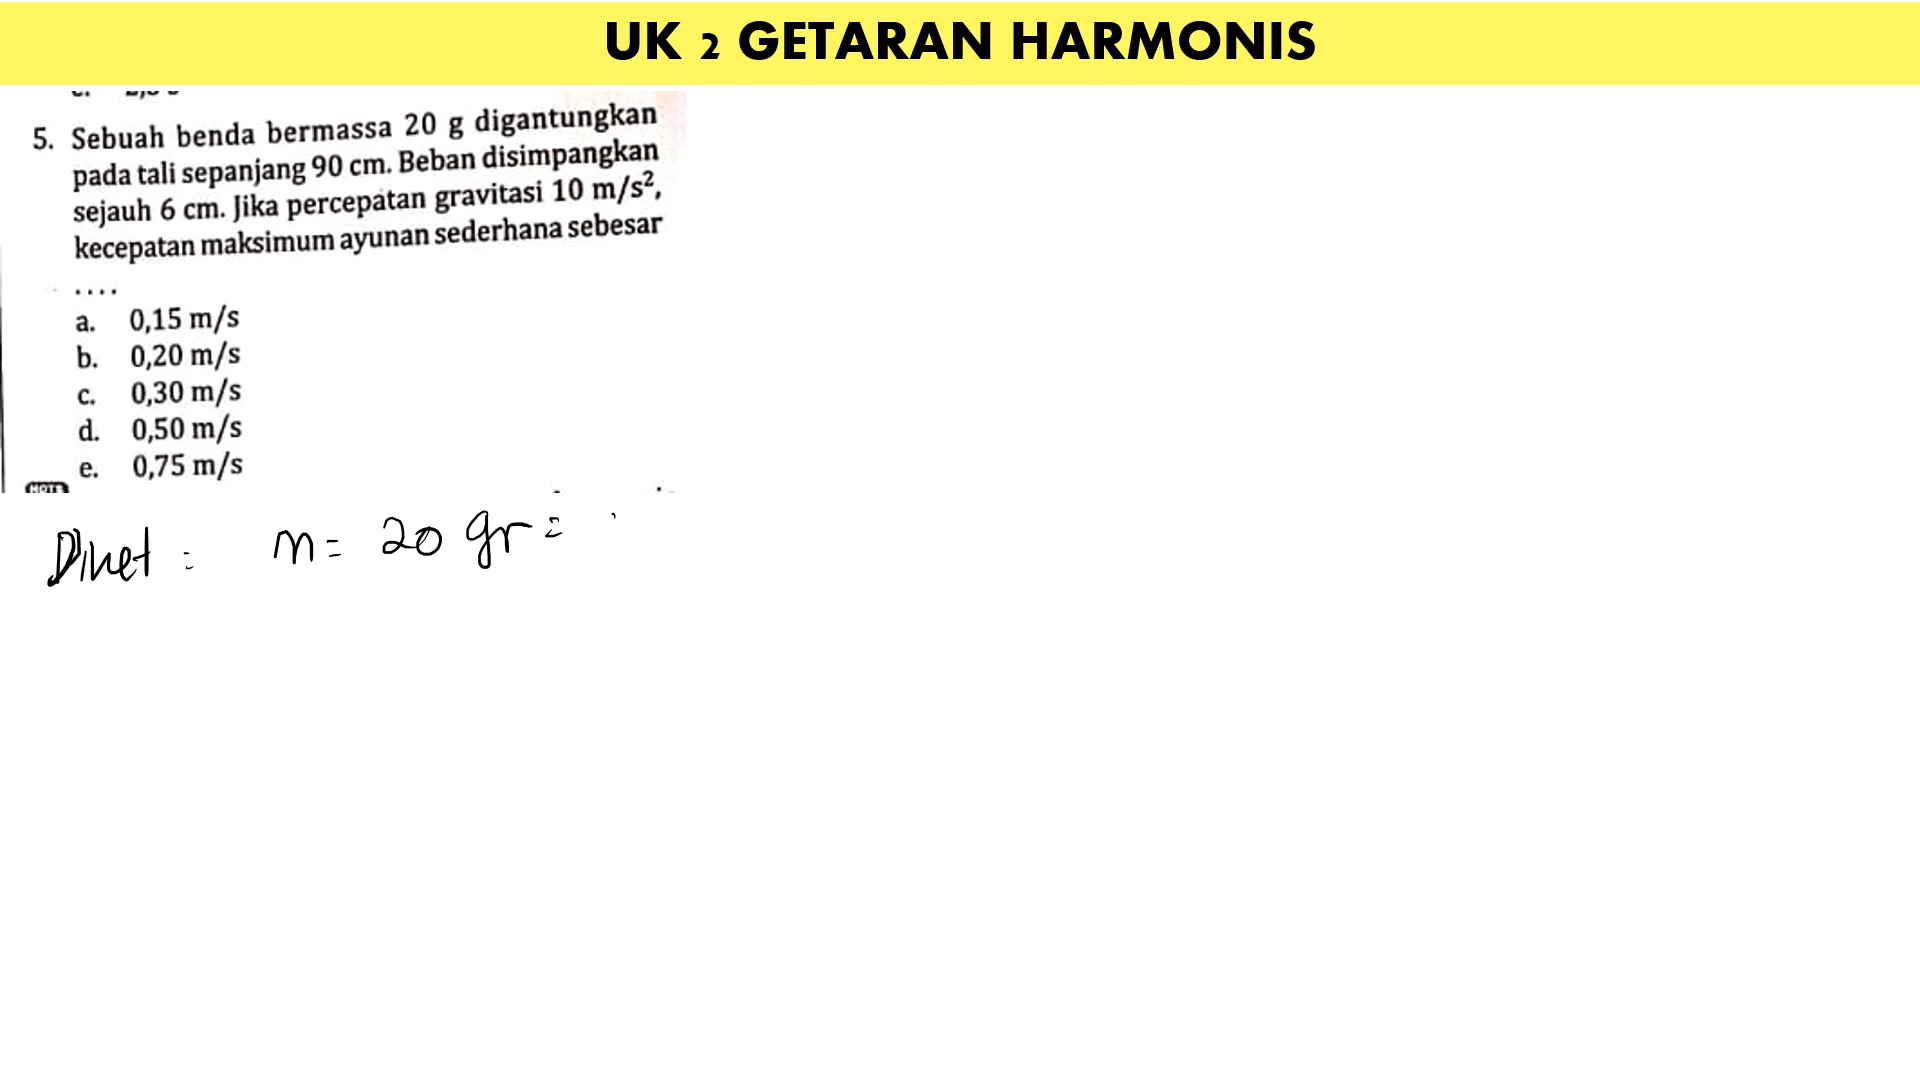 UK 2 GETARAN HARMONIS
5. Sebuah benda bermassa 20 g digantungkan
pada tali sepanjang 90 cm. Beban disimpangkan
sejauh 6 cm. Jika percepatan gravitasi 10 m/s²,
kecepatan maksimum ayunan sederhana sebesar
....
a. 0,15 m/s
b. 0,20 m/s
c. 0,30 m/s
d. 0,50 m/s
e. 0,75 m/s
m = 20 gr =